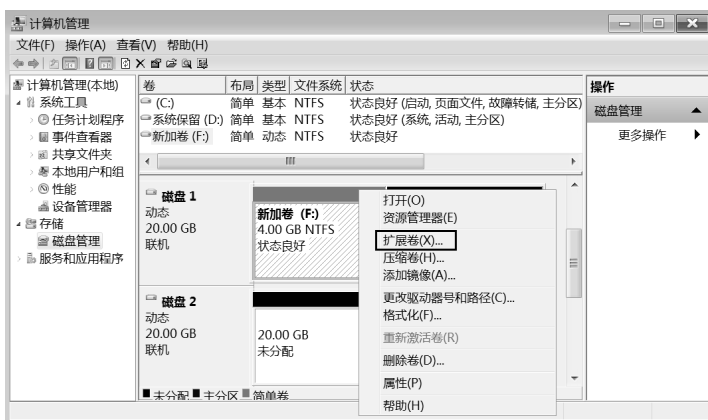 计算机管理
文件(F) 操作(A) 查看(V) 帮助(H)
计算机管理(本地)
系统工具
任务计划程序
事件查看器
共享文件夹
本地用户和组
性能
设备管理器
存储
磁盘管理
服务和应用程序
卷 布局 类型 文件系统 状态
(C:) 简单 基本 NTFS 状态良好 (启动, 页面文件, 故障转储, 主分区)
系统保留 (D:) 简单 基本 NTFS 状态良好 (系统, 活动, 主分区)
新加卷 (F:) 简单 动态 NTFS 状态良好
磁盘 1
动态
20.00 GB
联机
新加卷 (F:)
4.00 GB NTFS
状态良好
磁盘 2
动态
20.00 GB
联机
20.00 GB
未分配
未分配 主分区 简单卷
打开(O)
资源管理器(E)
扩展卷(X)...
压缩卷(H)...
添加镜像(A)...
更改驱动器号和路径(C)...
格式化(F)...
重新激活卷(R)
删除卷(D)...
属性(P)
帮助(H)
操作
磁盘管理
更多操作